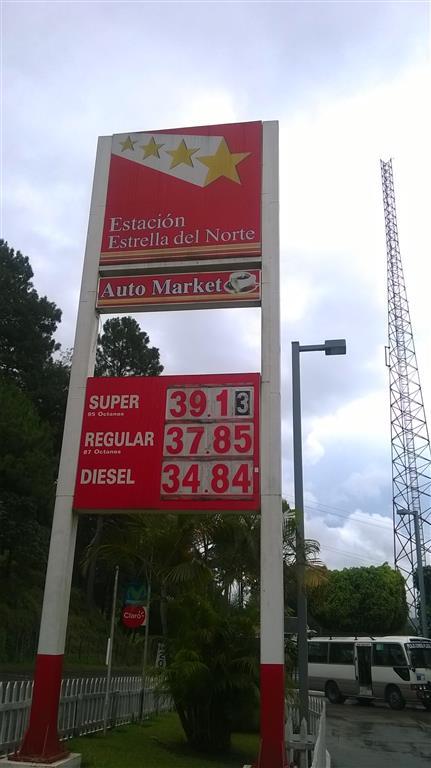 Estación
Estrella del Norte
Auto Market
SUPER 39.13
95 Octanos
REGULAR 37.85
87 Octanos
DIESEL 34.84
Claro